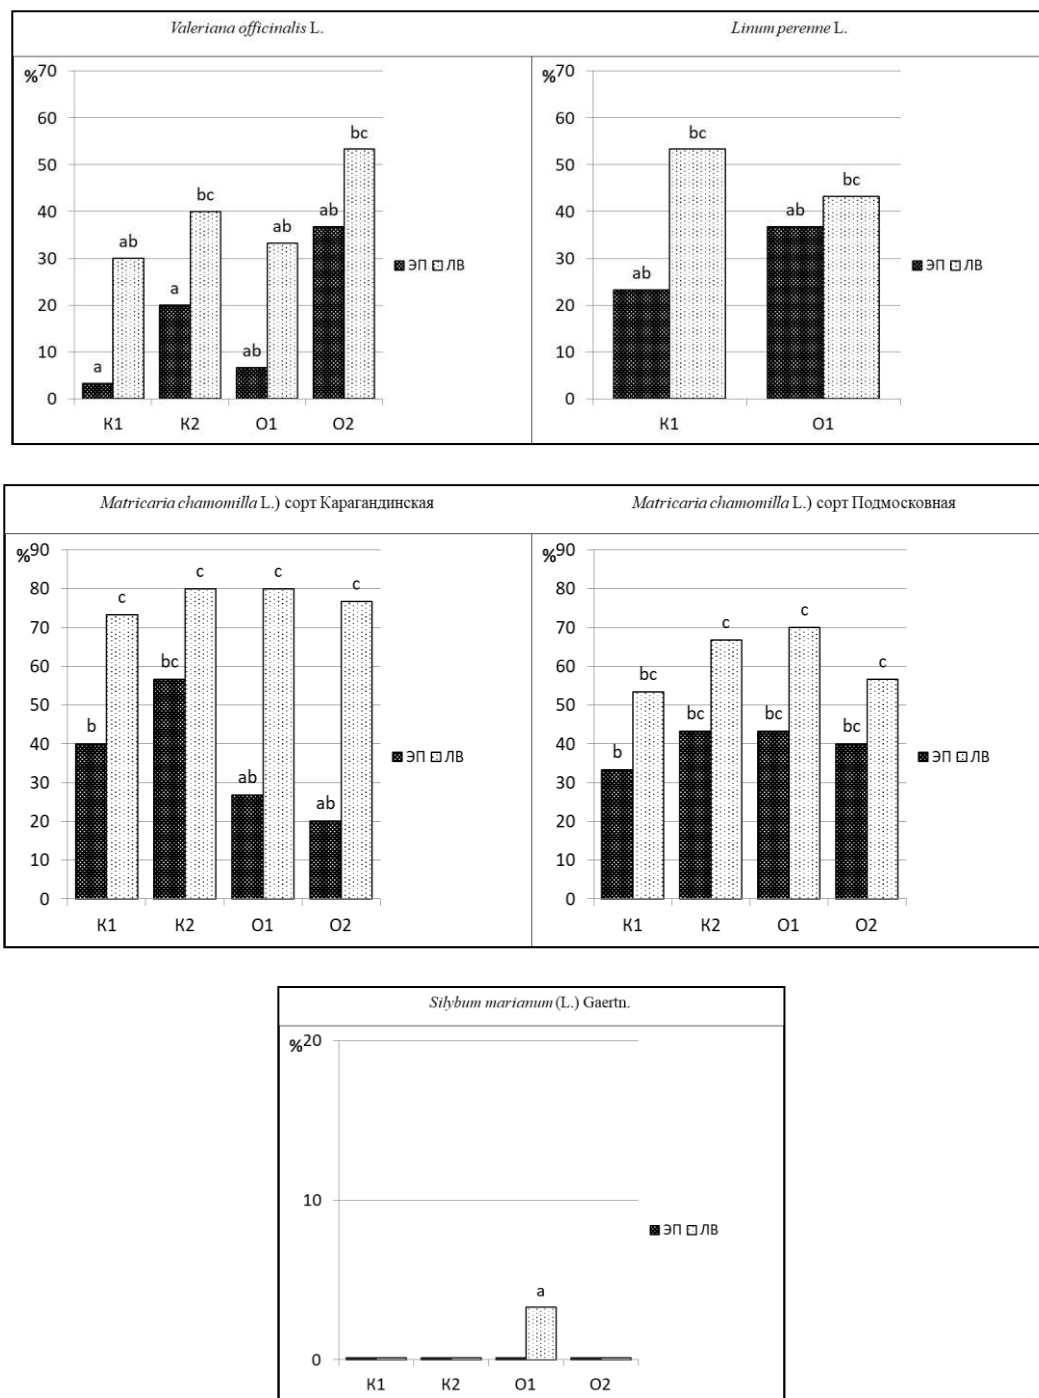 Valeriana officinalis L.
Linum perenne L.
%70
60
50
40
30
20
10
0
a
ab
a
bc
ab
ab
ab
bc
К1
К2
О1
О2
ЭП ЛВ
%70
60
50
40
30
20
10
0
ab
bc
ab
bc
К1
О1
ЭП ЛВ
Matricaria chamomilla L.) сорт Карагандинская
Matricaria chamomilla L.) сорт Подмосковная
%90
80
70
60
50
40
30
20
10
0
b
c
bc
c
ab
c
ab
c
К1
К2
О1
О2
ЭП ЛВ
%90
80
70
60
50
40
30
20
10
0
b
bc
bc
c
bc
c
bc
c
К1
К2
О1
О2
ЭП ЛВ
Silybum marianum (L.) Gaertn.
%20
10
0
a
К1
К2
О1
О2
ЭП ЛВ